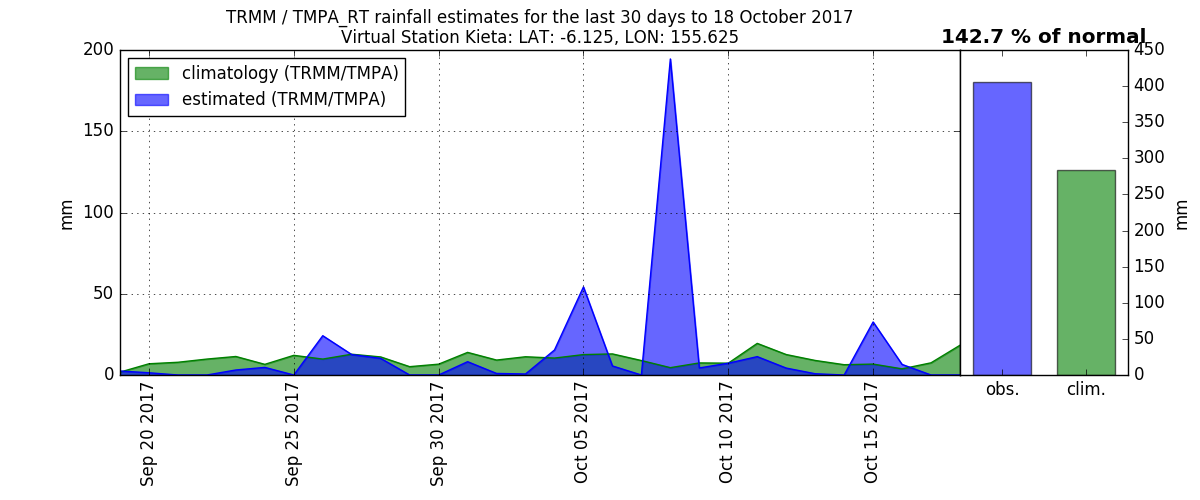 TRMM / TMPA_RT rainfall estimates for the last 30 days to 18 October 2017
Virtual Station Kieta: LAT: -6.125, LON: 155.625
142.7 % of normal
climatology (TRMM/TMPA)
estimated (TRMM/TMPA)
200
150
100
50
0
mm
Sep 20 2017
Sep 25 2017
Sep 30 2017
Oct 05 2017
Oct 10 2017
Oct 15 2017
450
400
350
300
250
200
150
100
50
0
mm
obs.
clim.